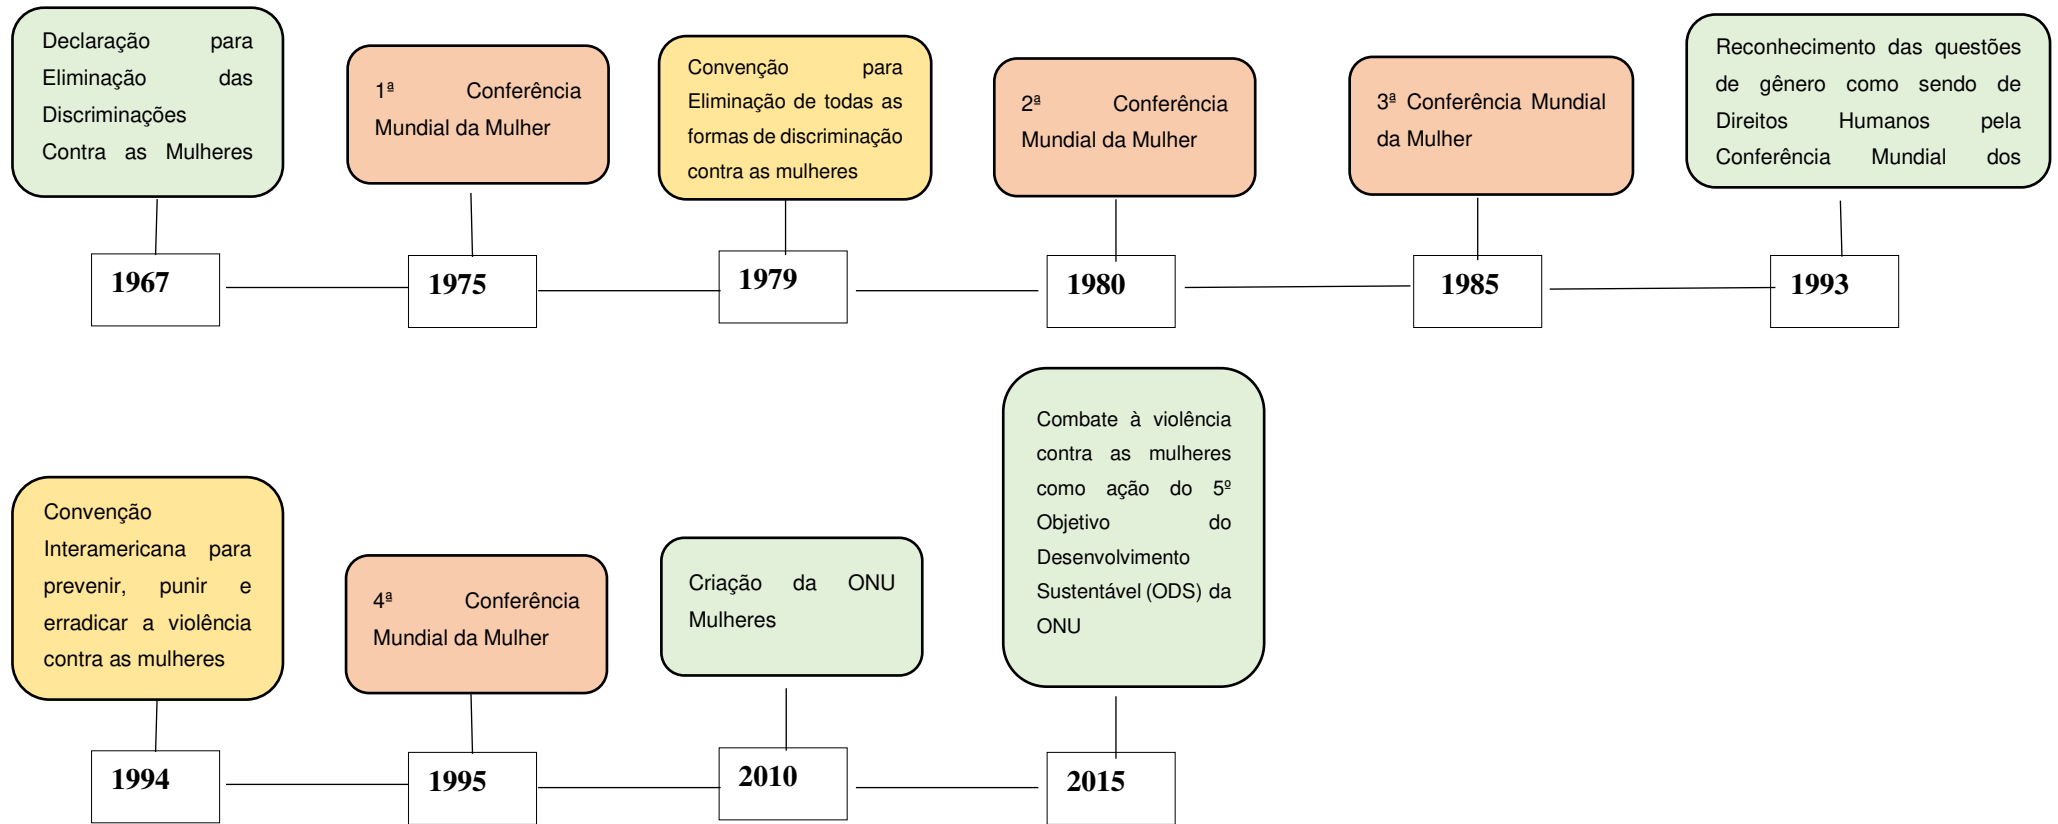 Declaração para
Eliminação das
Discriminações
Contra as Mulheres
1ª Conferência
Mundial da Mulher
Convenção para
Eliminação de todas as
formas de discriminação
contra as mulheres
2ª Conferência
Mundial da Mulher
3ª Conferência Mundial
da Mulher
Reconhecimento das questões
de gênero como sendo de
Direitos Humanos pela
Conferência Mundial dos
1967
1975
1979
1980
1985
1993
Convenção
Interamericana para
prevenir, punir e
erradicar a violência
contra as mulheres
4ª Conferência
Mundial da Mulher
Criação da ONU
Mulheres
Combate à violência
contra as mulheres
como ação do 5º
Objetivo do
Desenvolvimento
Sustentável (ODS) da
ONU
1994
1995
2010
2015